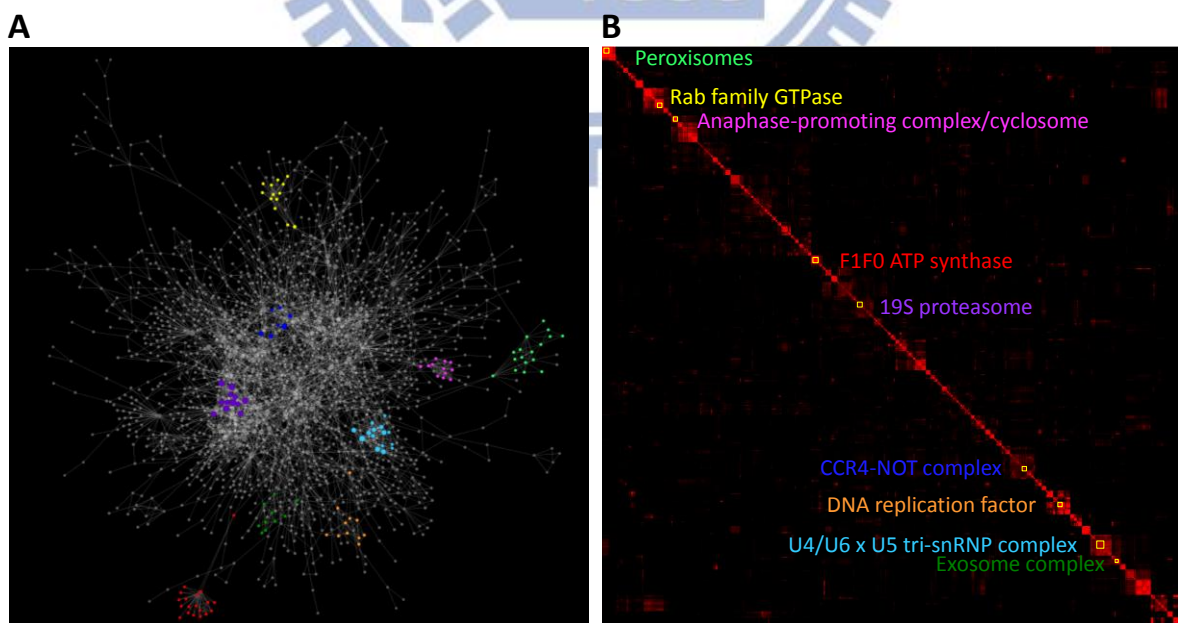 A
B
Peroxisomes
Rab family GTPase
Anaphase-promoting complex/cyclosome
F1F0 ATP synthase
19S proteasome
CCR4-NOT complex
DNA replication factor
U4/U6 x U5 tri-snRNP complex
Exosome complex